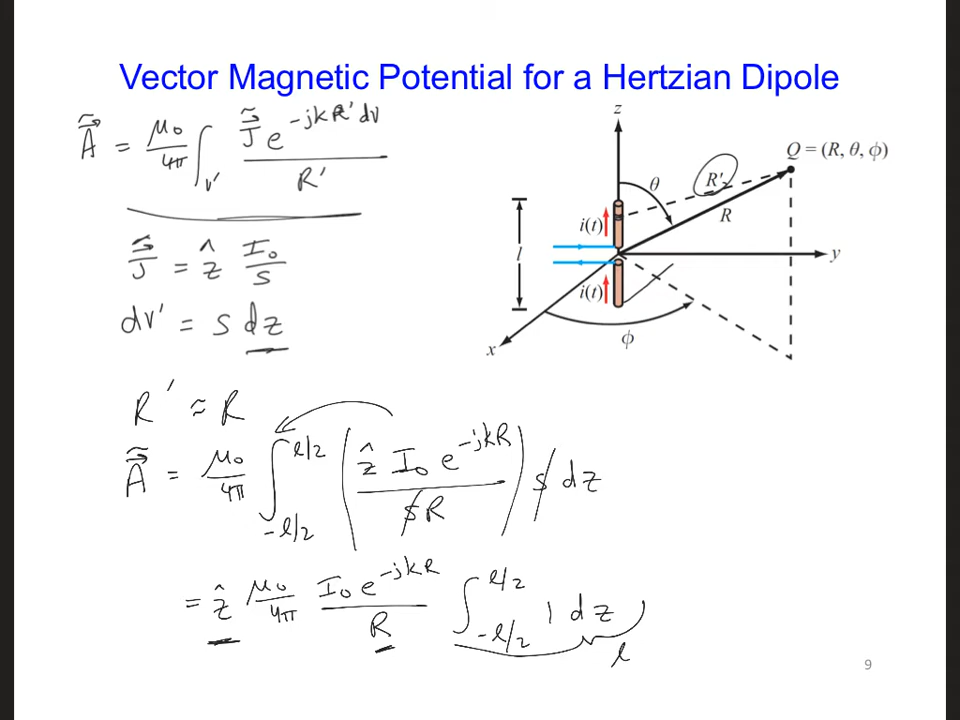 Vector Magnetic Potential for a Hertzian Dipole
Ã = μ₀/4π ∫v' J̃ e^(-jkR') dv / R'
J̃ = ẑ I₀/s
dv' = s dz
z
Q = (R, θ, ϕ)
θ
R'
R
i(t)
l
y
i(t)
ϕ
x
R' ≈ R
Ã = μ₀/4π ∫_(-l/2)^(l/2) ( ẑ I₀ e^(-jkR) / s R ) s dz
= ẑ μ₀/4π I₀ e^(-jkR) / R ∫_(-l/2)^(l/2) 1 dz
l
9